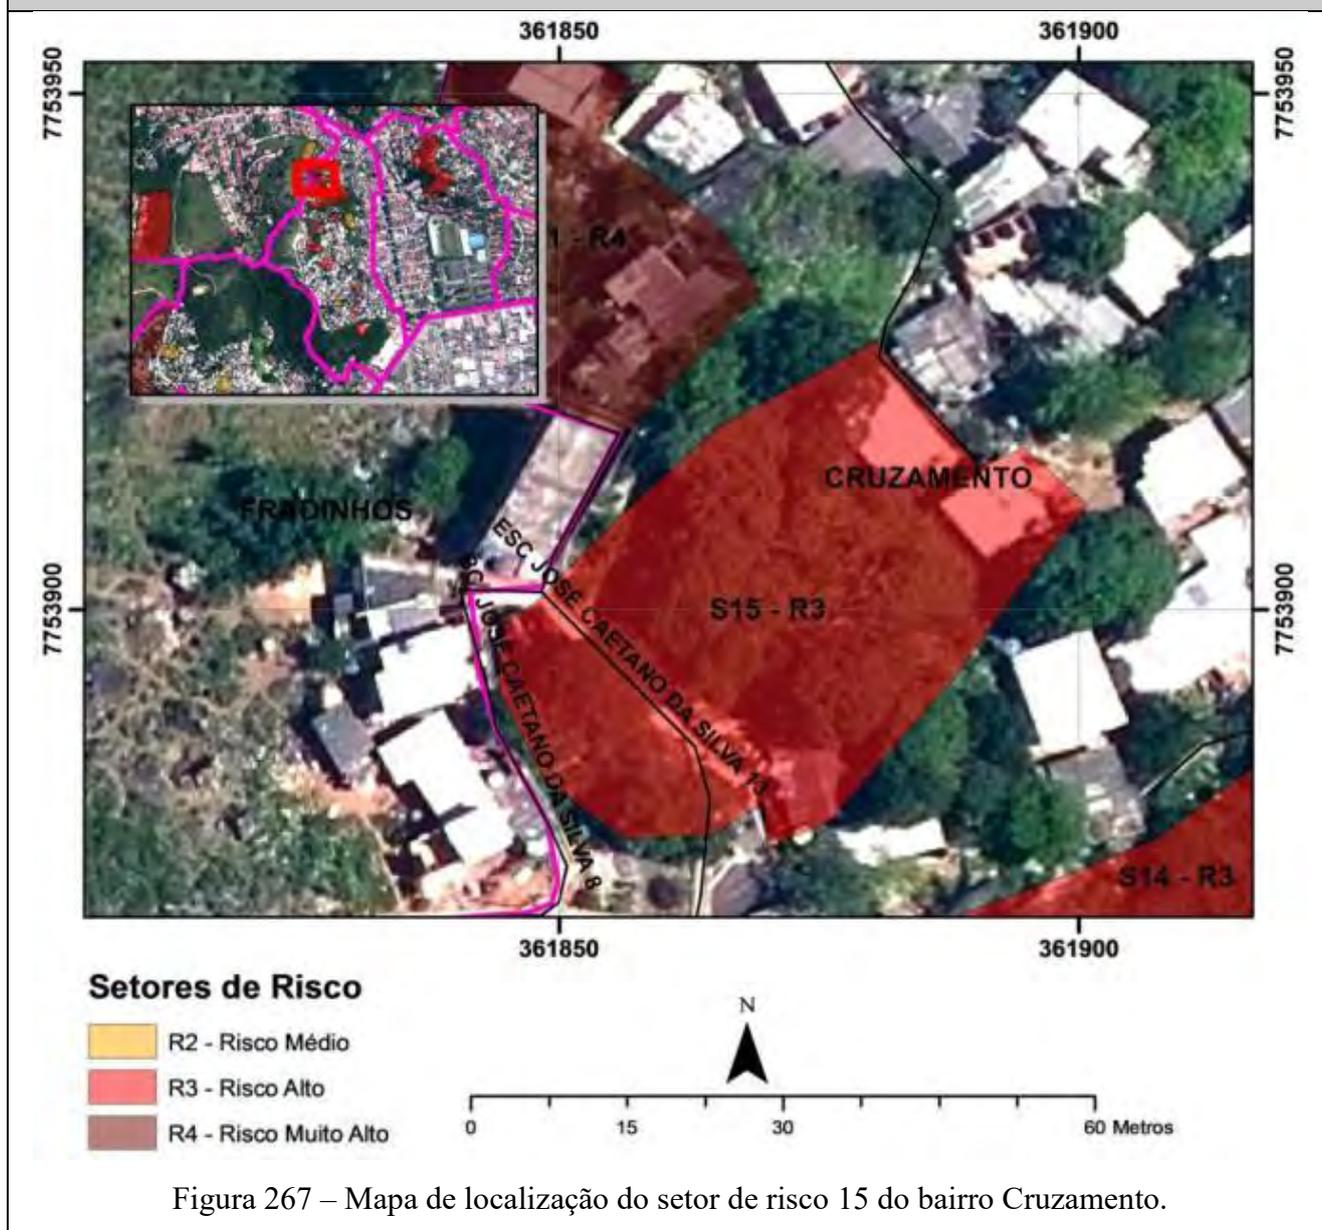 361850 361900
7753950 7753950
1 - R4
CRUZAMENTO
FRADINHOS
ESC JOSE CAETANO DA SILVA 13
JOSE CAETANO DA SILVA 8
S15 - R3
7753900 7753900
S14 - R3
361850 361900
Setores de Risco
R2 - Risco Médio
R3 - Risco Alto
R4 - Risco Muito Alto
N
0 15 30 60 Metros
Figura 267 – Mapa de localização do setor de risco 15 do bairro Cruzamento.